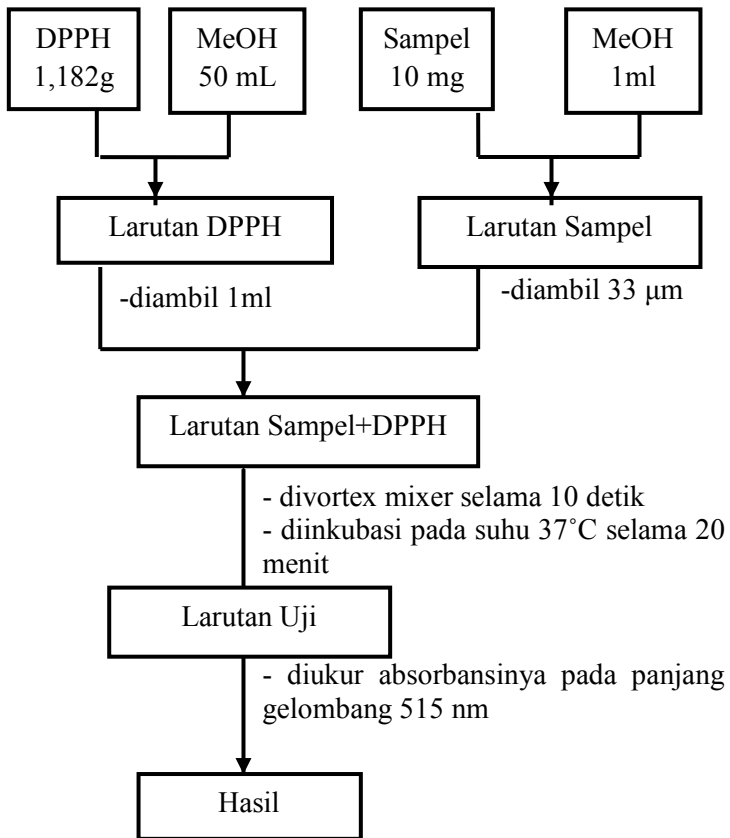 DPPH
1,182g
MeOH
50 mL
Sampel
10 mg
MeOH
1ml
Larutan DPPH
Larutan Sampel
-diambil 1ml
-diambil 33 μm
Larutan Sampel+DPPH
- divortex mixer selama 10 detik
- diinkubasi pada suhu 37˚C selama 20
menit
Larutan Uji
- diukur absorbansinya pada panjang
gelombang 515 nm
Hasil